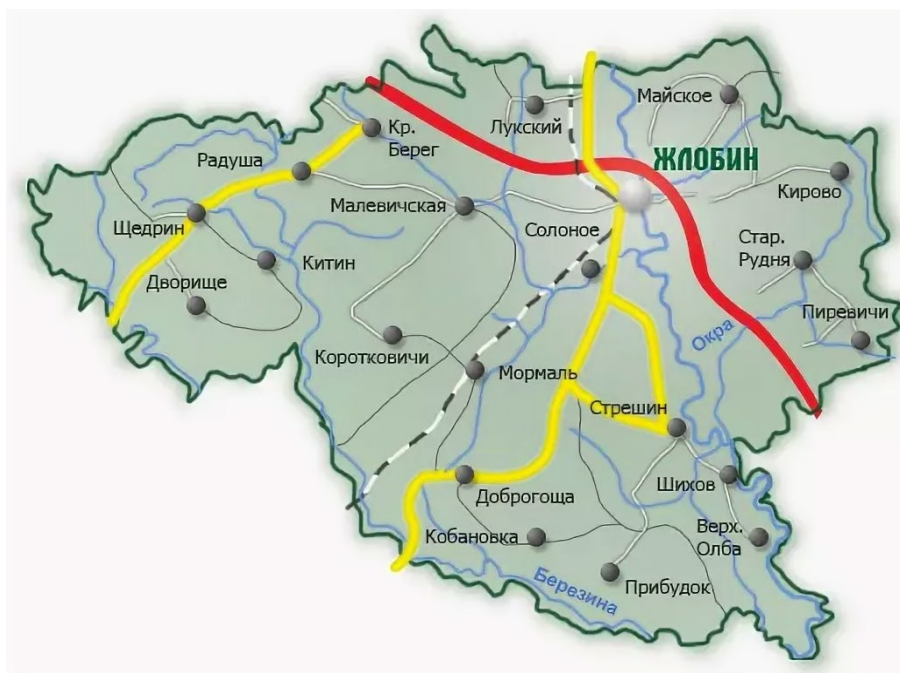 Майское
Лукский
Кр.
Берег
Радуша
ЖЛОБИН
Кирово
Малевичская
Щедрин
Солоное
Стар.
Рудня
Китин
Дворище
Пиревичи
Окра
Коротковичи
Мормаль
Стрешин
Шихов
Доброгоща
Верх.
Олба
Кобановка
Березина
Прибудок